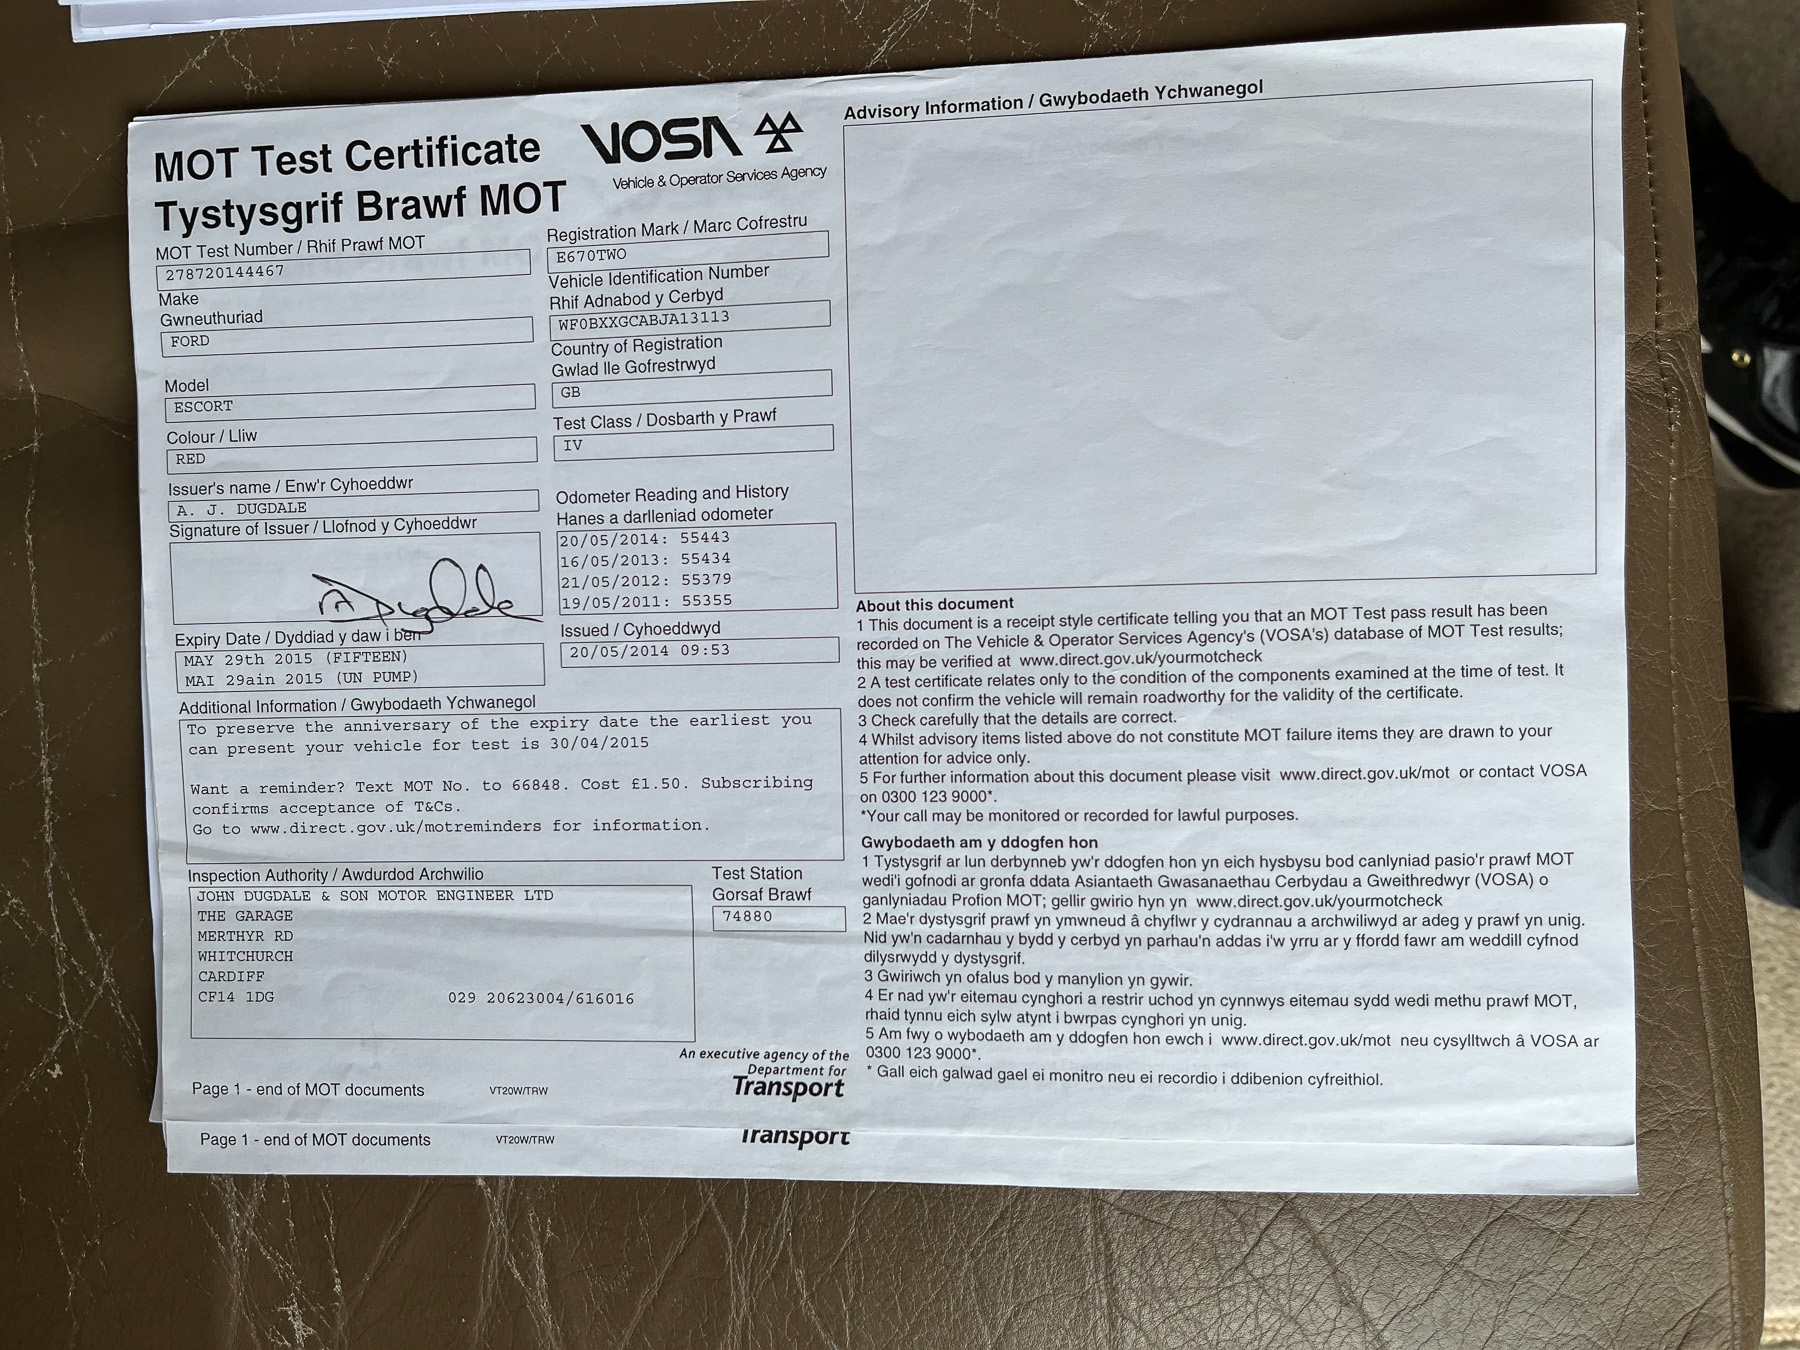 MOT Test Certificate
Tystysgrif Brawf MOT
VOSA
Vehicle & Operator Services Agency
MOT Test Number / Rhif Prawf MOT
278720144467
Make
Gwneuthuriad
FORD
Model
ESCORT
Colour / Lliw
RED
Issuer's name / Enw'r Cyhoeddwr
A. J. DUGDALE
Signature of Issuer / Llofnod y Cyhoeddwr
A Dugdale
Expiry Date / Dyddiad y daw i ben
MAY 29th 2015 (FIFTEEN)
MAI 29ain 2015 (UN PUMP)
Registration Mark / Marc Cofrestru
E670TWO
Vehicle Identification Number
Rhif Adnabod y Cerbyd
WF0BXXGCABJA13113
Country of Registration
Gwlad lle Gofrestrwyd
GB
Test Class / Dosbarth y Prawf
IV
Odometer Reading and History
Hanes a darlleniad odometer
20/05/2014: 55443
16/05/2013: 55434
21/05/2012: 55379
19/05/2011: 55355
Issued / Cyhoeddwyd
20/05/2014 09:53
Additional Information / Gwybodaeth Ychwanegol
To preserve the anniversary of the expiry date the earliest you
can present your vehicle for test is 30/04/2015
Want a reminder? Text MOT No. to 66848. Cost £1.50. Subscribing
confirms acceptance of T&Cs.
Go to www.direct.gov.uk/motreminders for information.
Inspection Authority / Awdurdod Archwilio
JOHN DUGDALE & SON MOTOR ENGINEER LTD
THE GARAGE
MERTHYR RD
WHITCHURCH
CARDIFF
CF14 1DG 029 20623004/616016
Test Station
Gorsaf Brawf
74880
An executive agency of the
Department for
Transport
Page 1 - end of MOT documents VT20W/TRW
Page 1 - end of MOT documents VT20W/TRW Transport
Advisory Information / Gwybodaeth Ychwanegol
About this document
1 This document is a receipt style certificate telling you that an MOT Test pass result has been
recorded on The Vehicle & Operator Services Agency's (VOSA's) database of MOT Test results;
this may be verified at www.direct.gov.uk/yourmotcheck
2 A test certificate relates only to the condition of the components examined at the time of test. It
does not confirm the vehicle will remain roadworthy for the validity of the certificate.
3 Check carefully that the details are correct.
4 Whilst advisory items listed above do not constitute MOT failure items they are drawn to your
attention for advice only.
5 For further information about this document please visit www.direct.gov.uk/mot or contact VOSA
on 0300 123 9000*.
*Your call may be monitored or recorded for lawful purposes.
Gwybodaeth am y ddogfen hon
1 Tystysgrif ar lun derbynneb yw'r ddogfen hon yn eich hysbysu bod canlyniad pasio'r prawf MOT
wedi'i gofnodi ar gronfa ddata Asiantaeth Gwasanaethau Cerbydau a Gweithredwyr (VOSA) o
ganlyniadau Profion MOT; gellir gwirio hyn yn www.direct.gov.uk/yourmotcheck
2 Mae'r dystysgrif prawf yn ymwneud â chyflwr y cydrannau a archwiliwyd ar adeg y prawf yn unig.
Nid yw'n cadarnhau y bydd y cerbyd yn parhau'n addas i'w yrru ar y ffordd fawr am weddill cyfnod
dilysrwydd y dystysgrif.
3 Gwiriwch yn ofalus bod y manylion yn gywir.
4 Er nad yw'r eitemau cynghori a restrir uchod yn cynnwys eitemau sydd wedi methu prawf MOT,
rhaid tynnu eich sylw atynt i bwrpas cynghori yn unig.
5 Am fwy o wybodaeth am y ddogfen hon ewch i www.direct.gov.uk/mot neu cysylltwch â VOSA ar
0300 123 9000*.
* Gall eich galwad gael ei monitro neu ei recordio i ddibenion cyfreithiol.